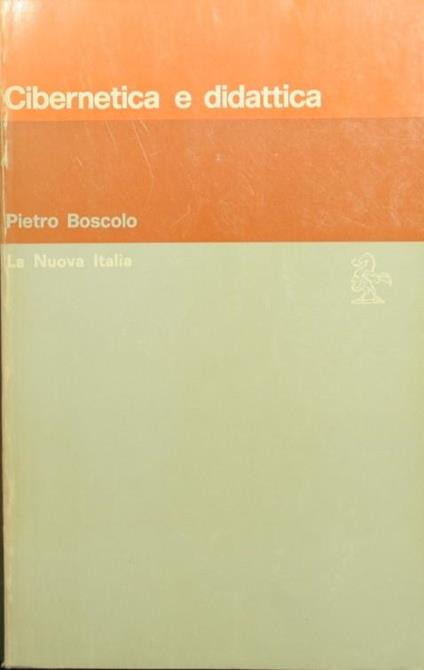 Cibernetica e didattica
Pietro Boscolo
La Nuova Italia